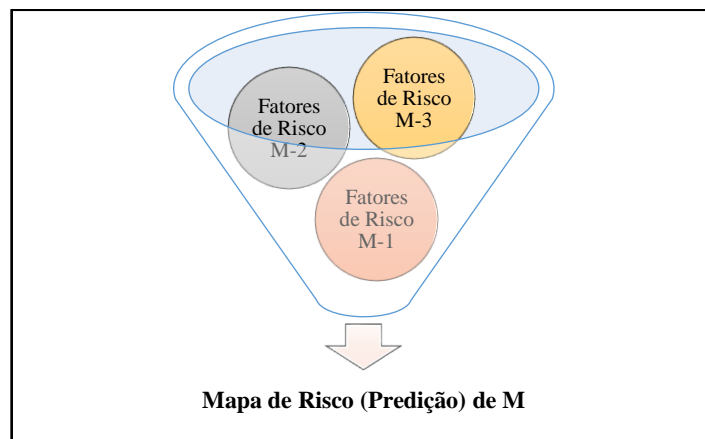 Fatores
de Risco
M-2
Fatores
de Risco
M-3
Fatores
de Risco
M-1
Mapa de Risco (Predição) de M